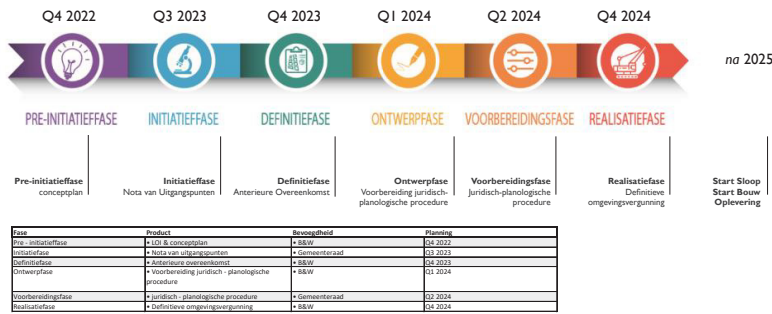 Q4 2022 Q3 2023 Q4 2023 Q1 2024 Q2 2024 Q4 2024
na 2025
PRE-INITIATIEFFASE INITIATIEFFASE DEFINITIEFASE ONTWERPFASE VOORBEREIDINGSFASE REALISATIEFASE
Pre-initiatieffase
conceptplan
Initiatiefase
Nota van Uitgangspunten
Definitiefase
Anterieure Overeenkomst
Ontwerpfase
Voorbereiding juridisch-
planologische procedure
Voorbereidingsfase
Juridisch-planologische
procedure
Realisatiefase
Definitieve
omgevingsvergunning
Start Sloop
Start Bouw
Oplevering
Fase Product Bevoegdheid Planning
Pre - initiatieffase • LOI & conceptplan • B&W Q4 2022
Initiatiefase • Nota van uitgangspunten • Gemeenteraad Q3 2023
Definitiefase • Anterieure overeenkomst • B&W Q4 2023
Ontwerpfase • Voorbereiding juridisch - planologische • B&W Q1 2024
procedure
Voorbereidingsfase • juridisch - planologische procedure • Gemeenteraad Q2 2024
Realisatiefase • Definitieve omgevingsvergunning • B&W Q4 2024